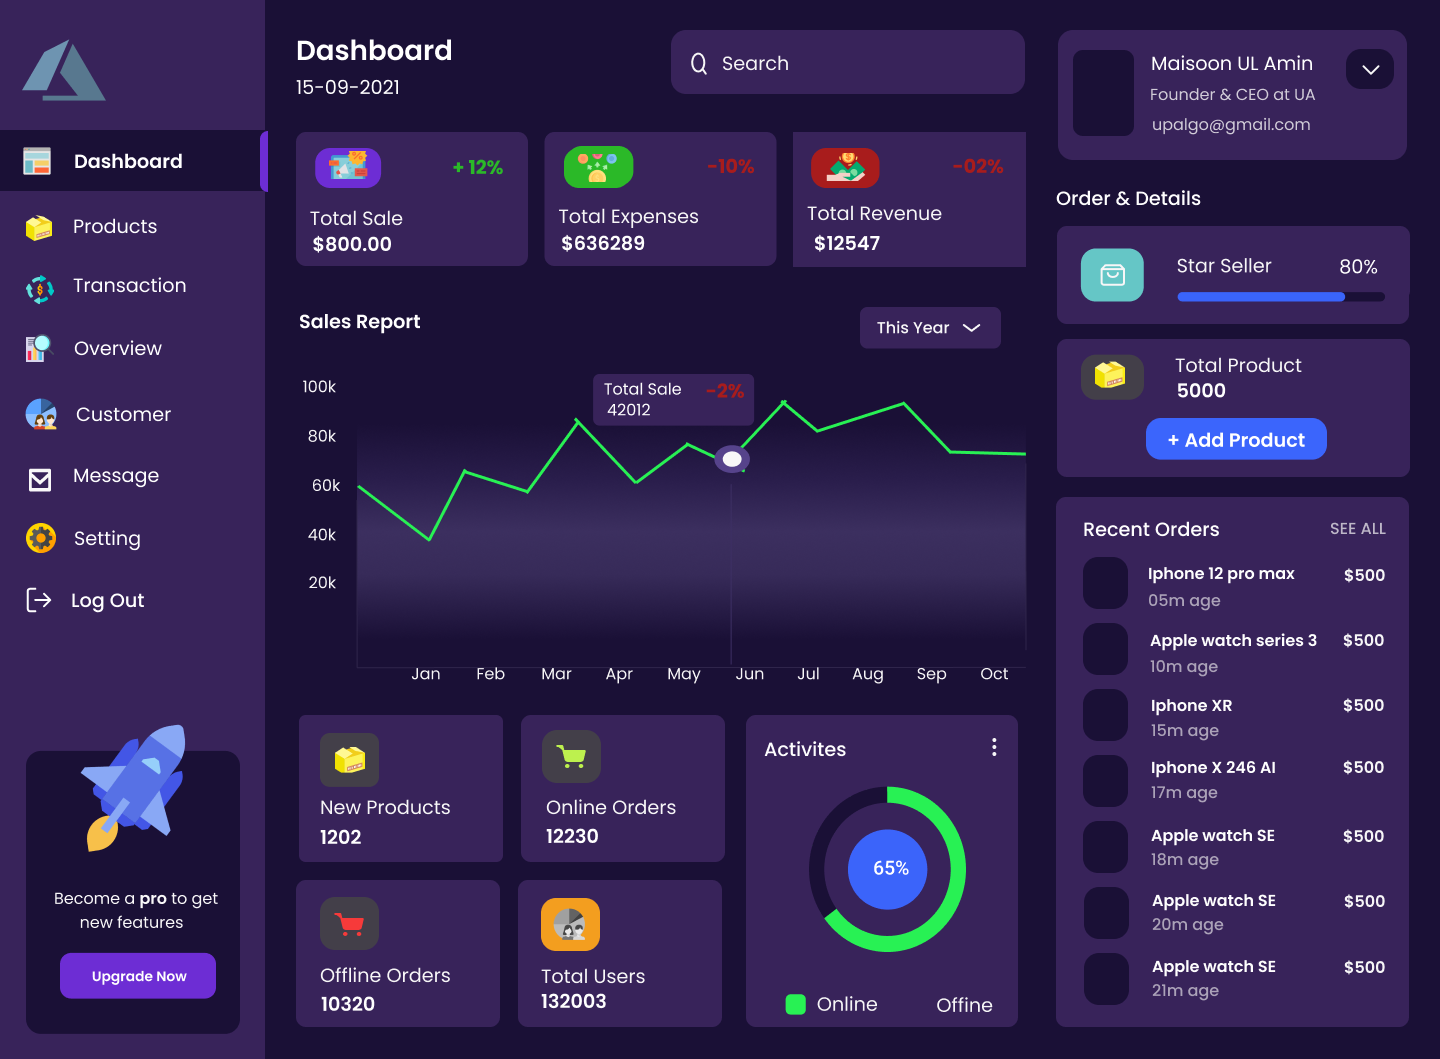 Dashboard
Products
Transaction
Overview
Customer
Message
Setting
Log Out
Become a pro to get
new features
Upgrade Now
Dashboard
15-09-2021
Search
+ 12%
Total Sale
$800.00
-10%
Total Expenses
$636289
-02%
Total Revenue
$12547
Sales Report
This Year
Total Sale -2%
42012
100k
80k
60k
40k
20k
Jan Feb Mar Apr May Jun Jul Aug Sep Oct
New Products
1202
Online Orders
12230
Offline Orders
10320
Total Users
132003
Activites
65%
Online Offine
Maisoon UL Amin
Founder & CEO at UA
upalgo@gmail.com
Order & Details
Star Seller 80%
Total Product
5000
+ Add Product
Recent Orders SEE ALL
Iphone 12 pro max $500
05m age
Apple watch series 3 $500
10m age
Iphone XR $500
15m age
Iphone X 246 AI $500
17m age
Apple watch SE $500
18m age
Apple watch SE $500
20m age
Apple watch SE $500
21m age